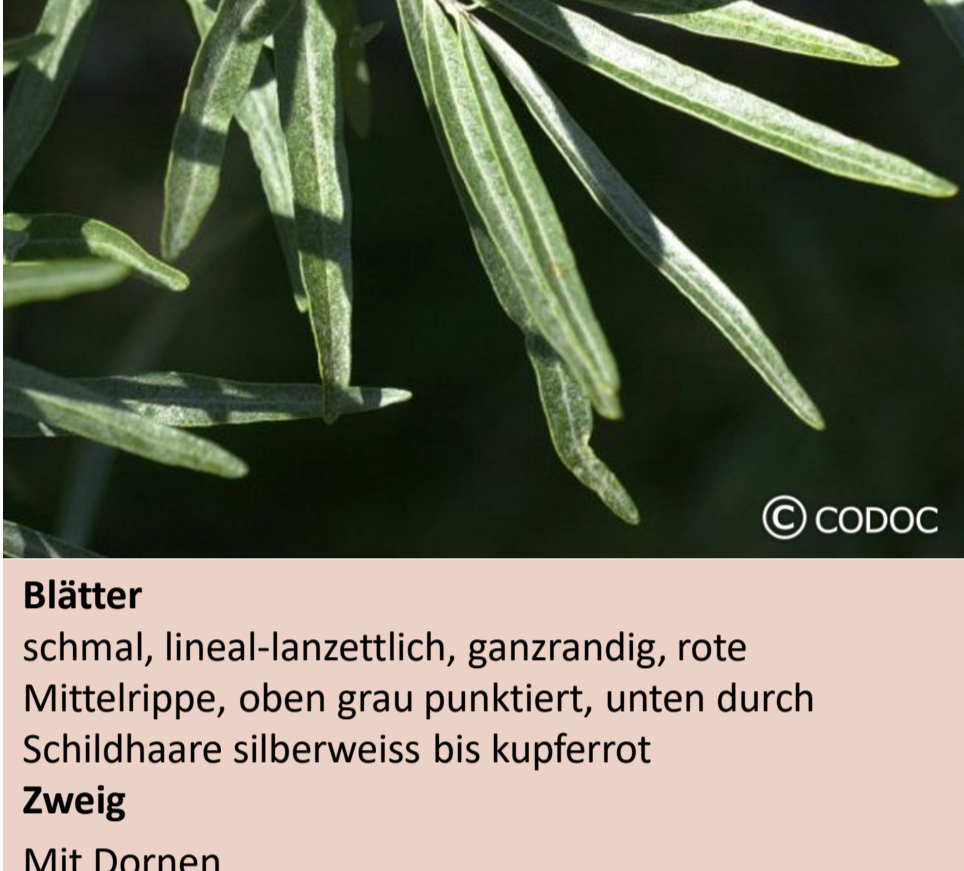 © CODOC
Blätter
schmal, lineal-lanzettlich, ganzrandig, rote
Mittelrippe, oben grau punktiert, unten durch
Schildhaare silberweiss bis kupferrot
Zweig
Mit Dornen